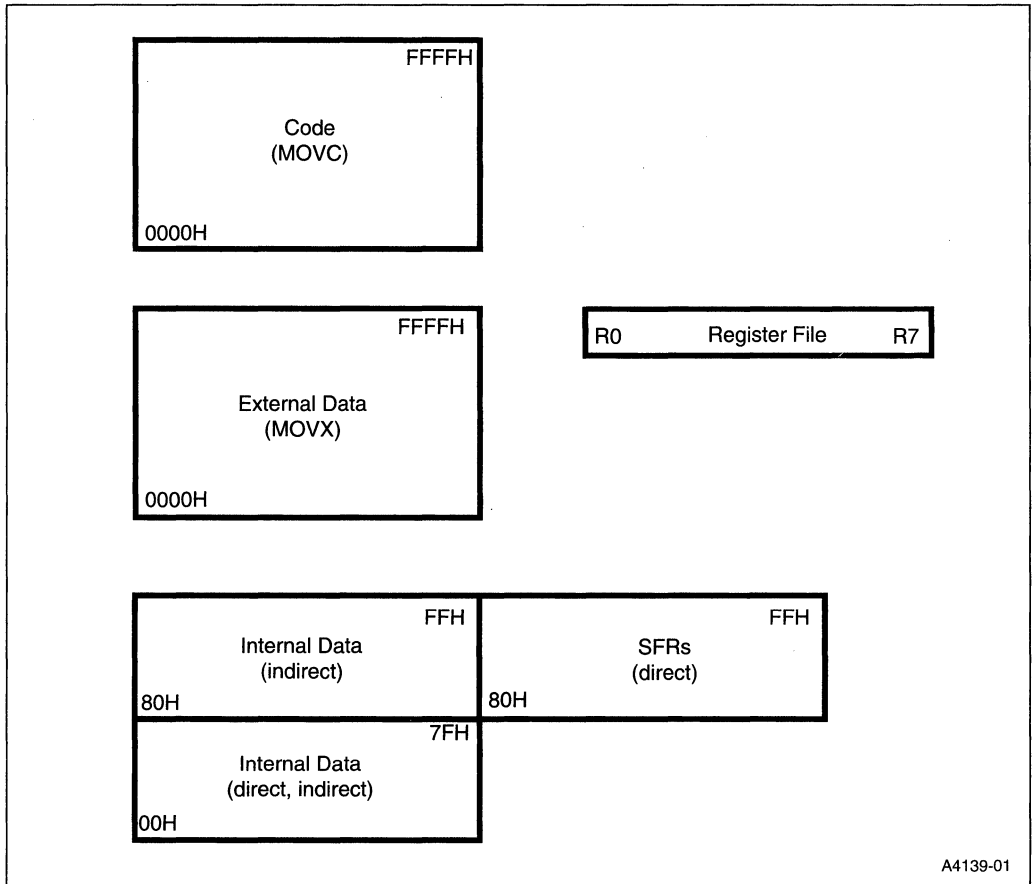 FFFFH
Code
(MOVC)
0000H
FFFFH
External Data
(MOVX)
0000H
R0 Register File R7
FFH
Internal Data
(indirect)
80H
FFH
SFRs
(direct)
80H
7FH
Internal Data
(direct, indirect)
00H
A4139-01